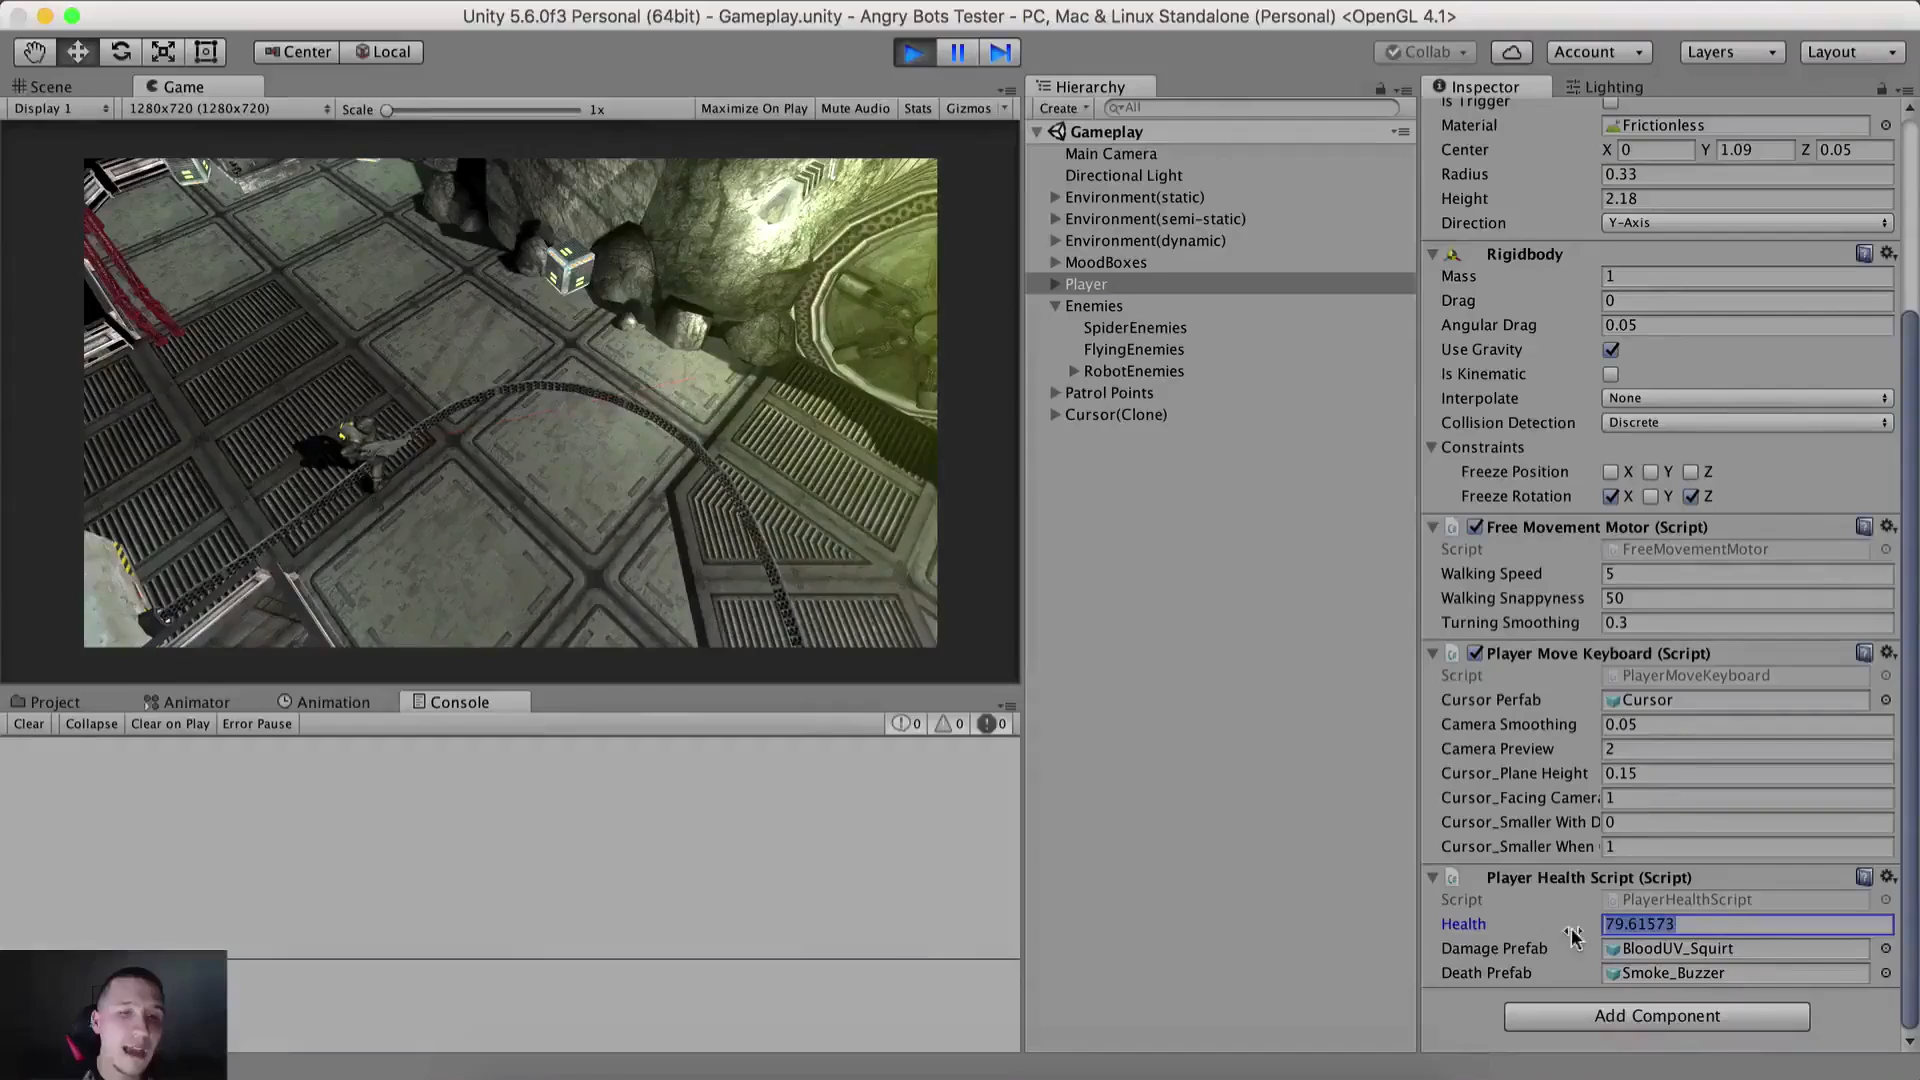 Unity 5.6.0f3 Personal (64bit) - Gameplay.unity - Angry Bots Tester - PC, Mac & Linux Standalone (Personal) <OpenGL 4.1>
Center Local Collab Account Layers Layout
Scene Game
Display 1 1280x720 (1280x720) Scale 1x Maximize On Play Mute Audio Stats Gizmos
Hierarchy
Create All
Gameplay
Main Camera
Directional Light
Environment(static)
Environment(semi-static)
Environment(dynamic)
MoodBoxes
Player
Enemies
SpiderEnemies
FlyingEnemies
RobotEnemies
Patrol Points
Cursor(Clone)
Inspector Lighting
Is Trigger
Material Frictionless
Center X 0 Y 1.09 Z 0.05
Radius 0.33
Height 2.18
Direction Y-Axis
Rigidbody
Mass 1
Drag 0
Angular Drag 0.05
Use Gravity
Is Kinematic
Interpolate None
Collision Detection Discrete
Constraints
Freeze Position X Y Z
Freeze Rotation X Y Z
Free Movement Motor (Script)
Script FreeMovementMotor
Walking Speed 5
Walking Snappyness 50
Turning Smoothing 0.3
Player Move Keyboard (Script)
Script PlayerMoveKeyboard
Cursor Perfab Cursor
Camera Smoothing 0.05
Camera Preview 2
Cursor_Plane Height 0.15
Cursor_Facing Camera 1
Cursor_Smaller With D 0
Cursor_Smaller When 1
Player Health Script (Script)
Script PlayerHealthScript
Health 79.61573
Damage Prefab BloodUV_Squirt
Death Prefab Smoke_Buzzer
Add Component
Project Animator Animation Console
Clear Collapse Clear on Play Error Pause 0 0 0